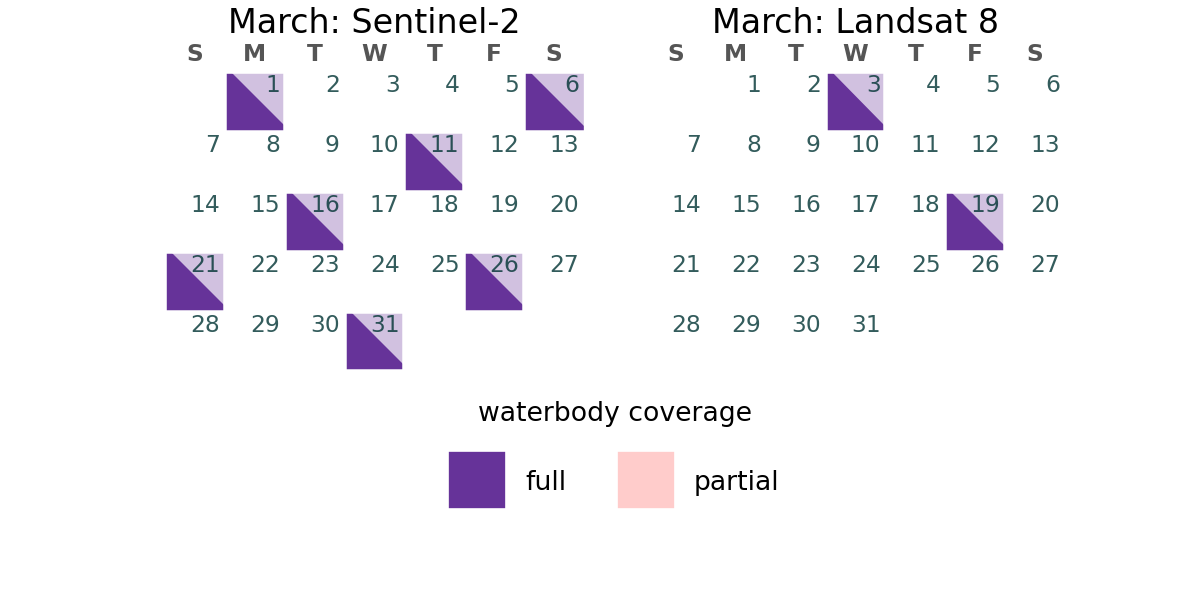 March: Sentinel-2
S M T W T F S
1 2 3 4 5 6
7 8 9 10 11 12 13
14 15 16 17 18 19 20
21 22 23 24 25 26 27
28 29 30 31
March: Landsat 8
S M T W T F S
1 2 3 4 5 6
7 8 9 10 11 12 13
14 15 16 17 18 19 20
21 22 23 24 25 26 27
28 29 30 31
waterbody coverage
full partial